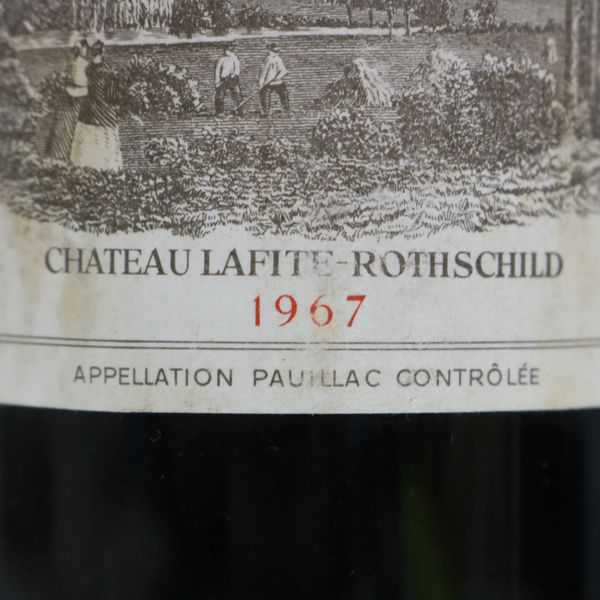 CHATEAU LAFITE-ROTHSCHILD
1967
APPELLATION PAUILLAC CONTRÔLÉE